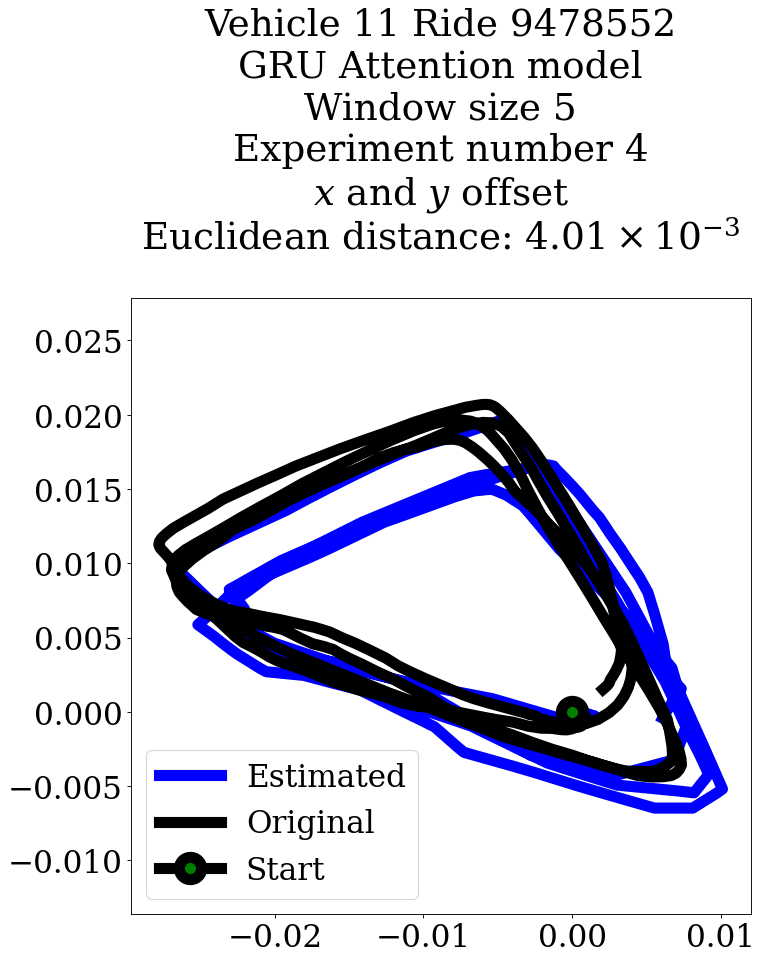 Vehicle 11 Ride 9478552
GRU Attention model
Window size 5
Experiment number 4
x and y offset
Euclidean distance: 4.01 × 10⁻³
0.025
0.020
0.015
0.010
0.005
0.000
−0.005
−0.010
Estimated
Original
Start
−0.02 −0.01 0.00 0.01